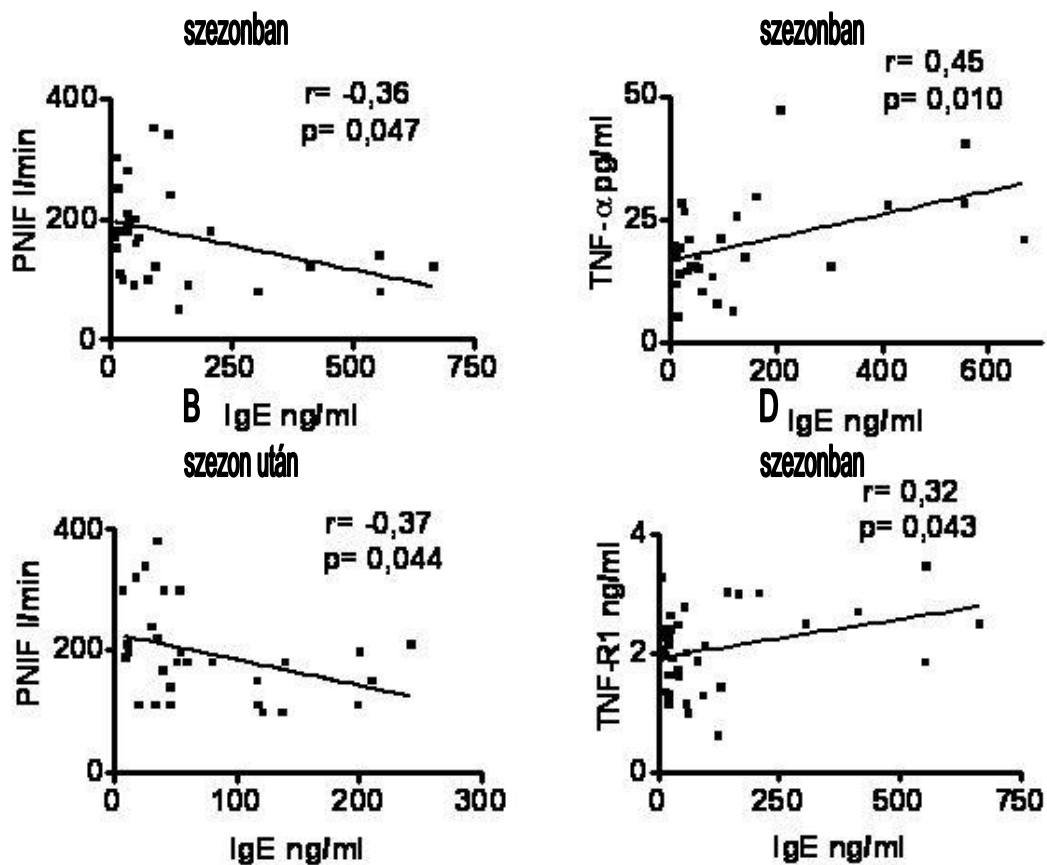 szezonban
r= -0,36
p= 0,047
PNIF l/min
400
200
0
0 250 500 750
IgE ng/ml
szezonban
r= 0,45
p= 0,010
TNF-α pg/ml
50
25
0
0 200 400 600
IgE ng/ml
B
szezon után
r= -0,37
p= 0,044
PNIF l/min
400
200
0
0 100 200 300
IgE ng/ml
D
szezonban
r= 0,32
p= 0,043
TNF-R1 ng/ml
4
2
0
0 250 500 750
IgE ng/ml